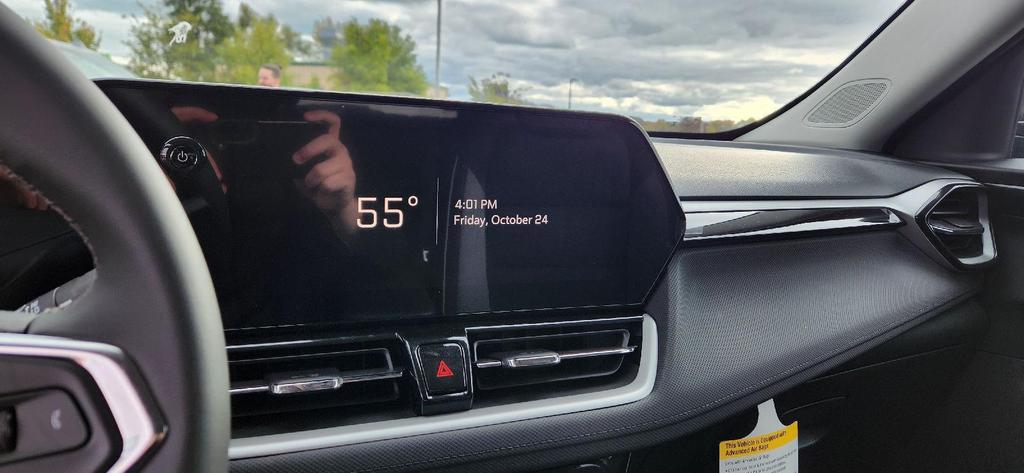 55°
4:01 PM
Friday, October 24
This Vehicle is Equipped with
Advanced Air Bags